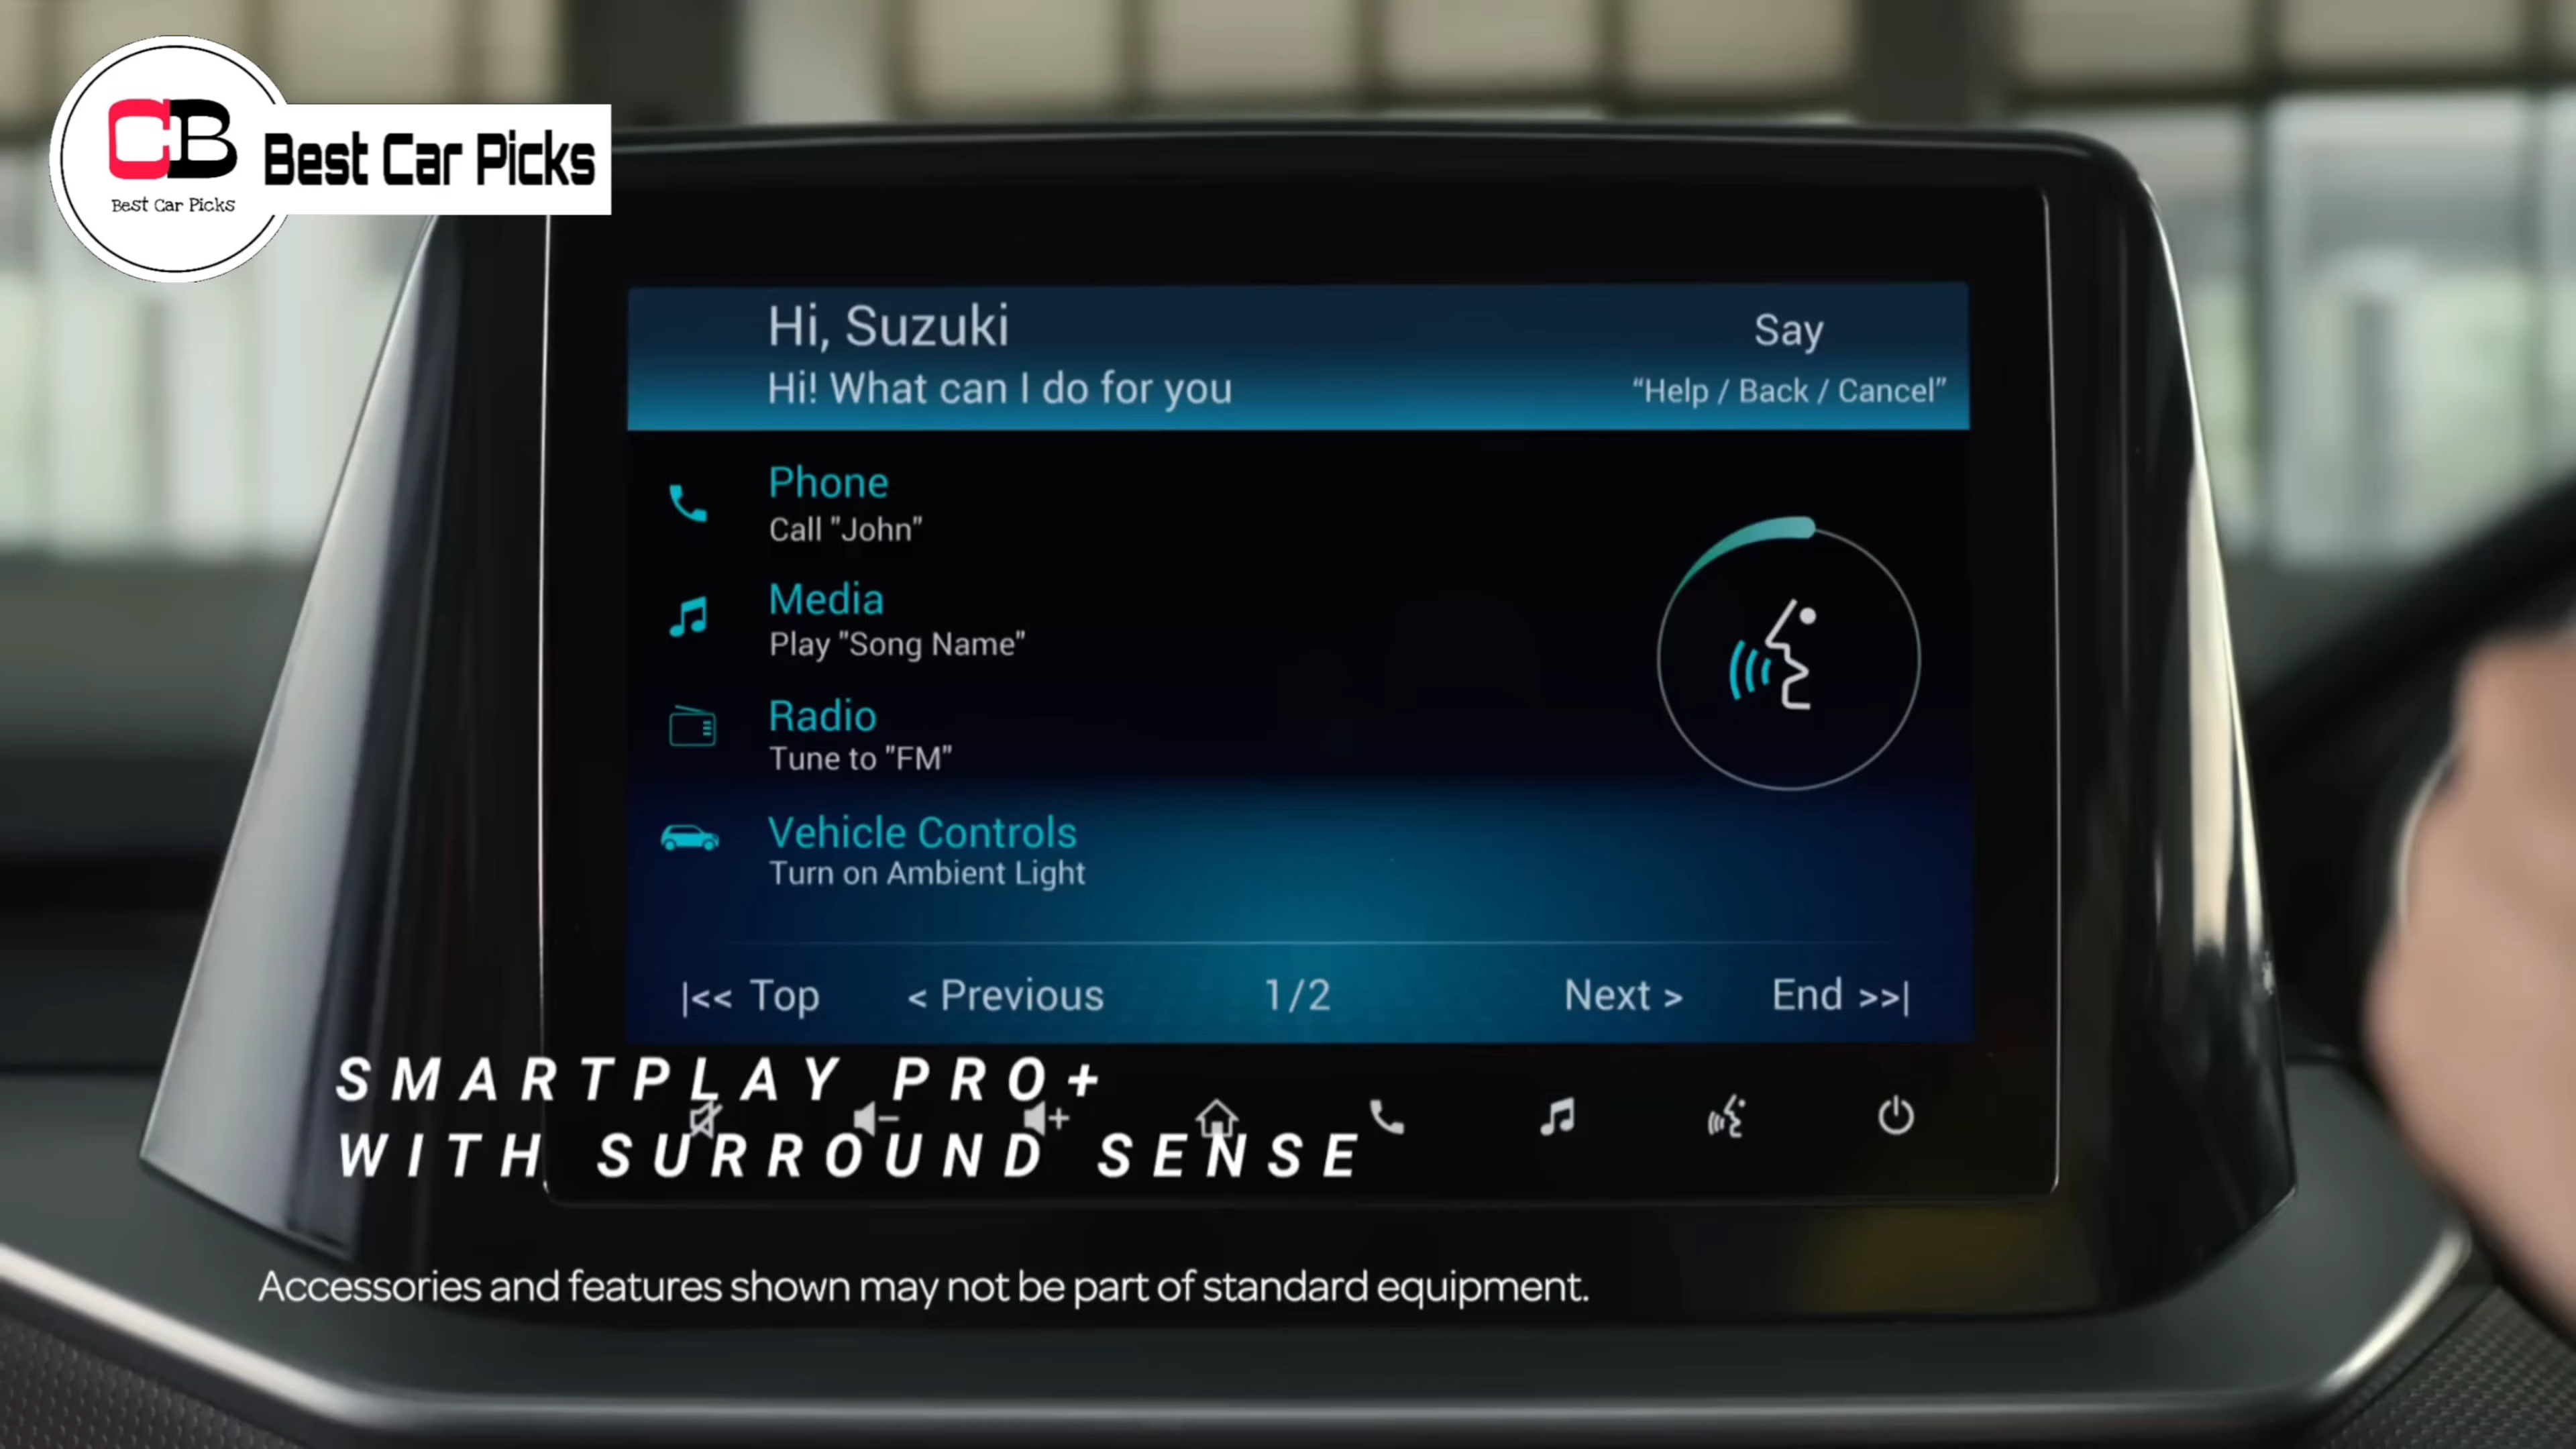 CB
Best Car Picks
Best Car Picks
Hi, Suzuki
Hi! What can I do for you
Say
“Help / Back / Cancel”
Phone
Call "John"
Media
Play "Song Name"
Radio
Tune to "FM"
Vehicle Controls
Turn on Ambient Light
|<< Top
< Previous
1/2
Next >
End >>|
SMARTPLAY PRO+
WITH SURROUND SENSE
Accessories and features shown may not be part of standard equipment.